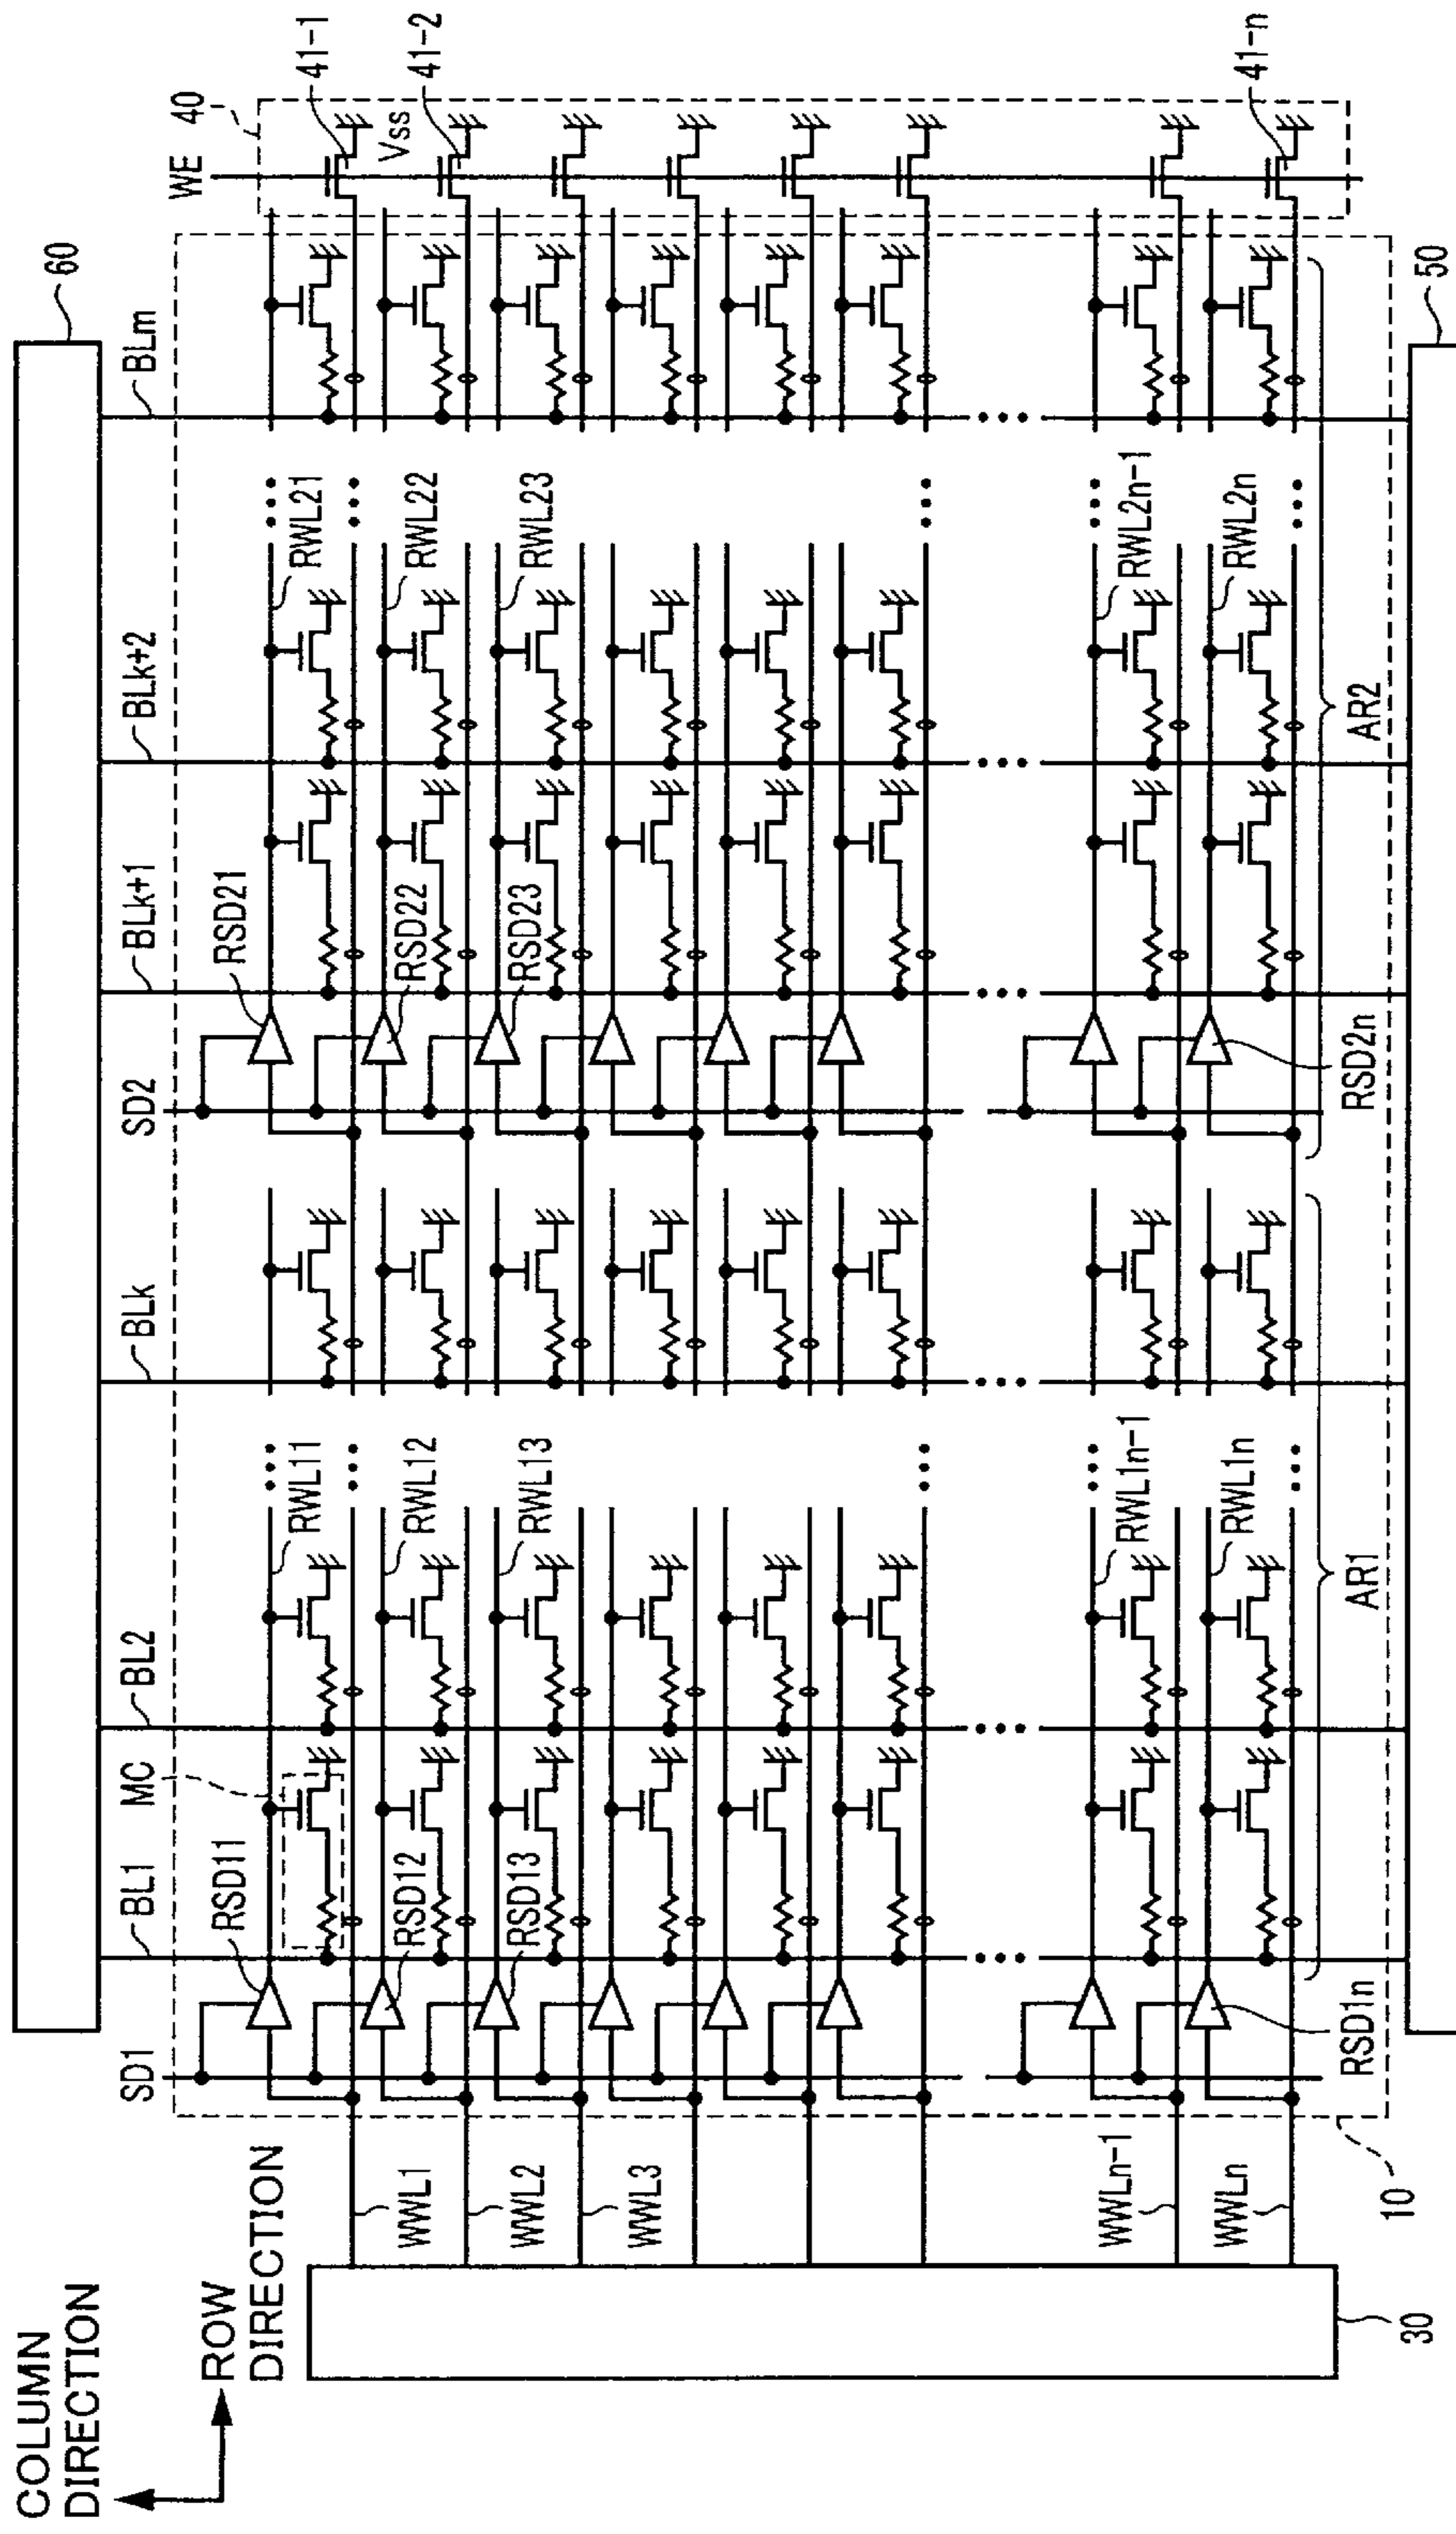 COLUMN
DIRECTION
ROW
DIRECTION
60
SD1
BL1
MC
BL2
BLk
SD2
BLk+1
BLk+2
BLm
WE
40
RSD11
RWL11
RSD21
RWL21
41-1
Vss
WWL1
RSD12
RWL12
RSD22
RWL22
41-2
WWL2
RSD13
RWL13
RSD23
RWL23
WWL3
WWLn-1
RWL1n-1
RWL2n-1
WWLn
RWL1n
RWL2n
41-n
RSD1n
AR1
RSD2n
AR2
10
30
50